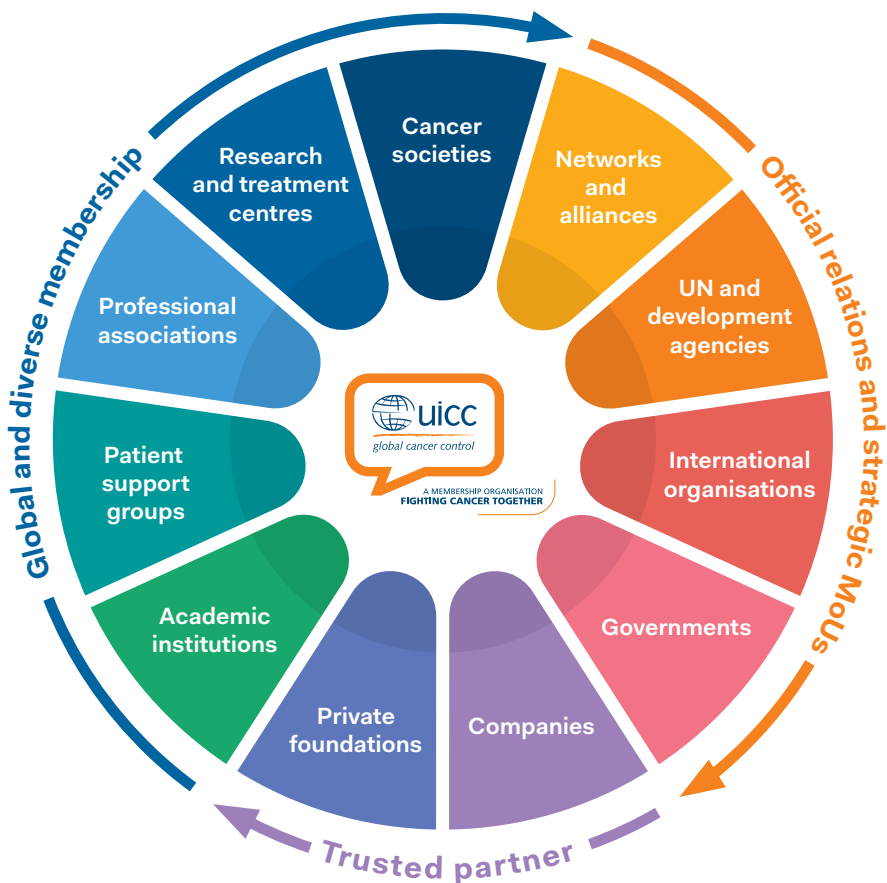 Cancer
societies
Networks
and
alliances
UN and
development
agencies
International
organisations
Governments
Companies
Private
foundations
Academic
institutions
Patient
support
groups
Professional
associations
Research
and treatment
centres
Global and diverse membership
Official relations and strategic MoUs
Trusted partner
uicc
global cancer control
A MEMBERSHIP ORGANISATION
FIGHTING CANCER TOGETHER